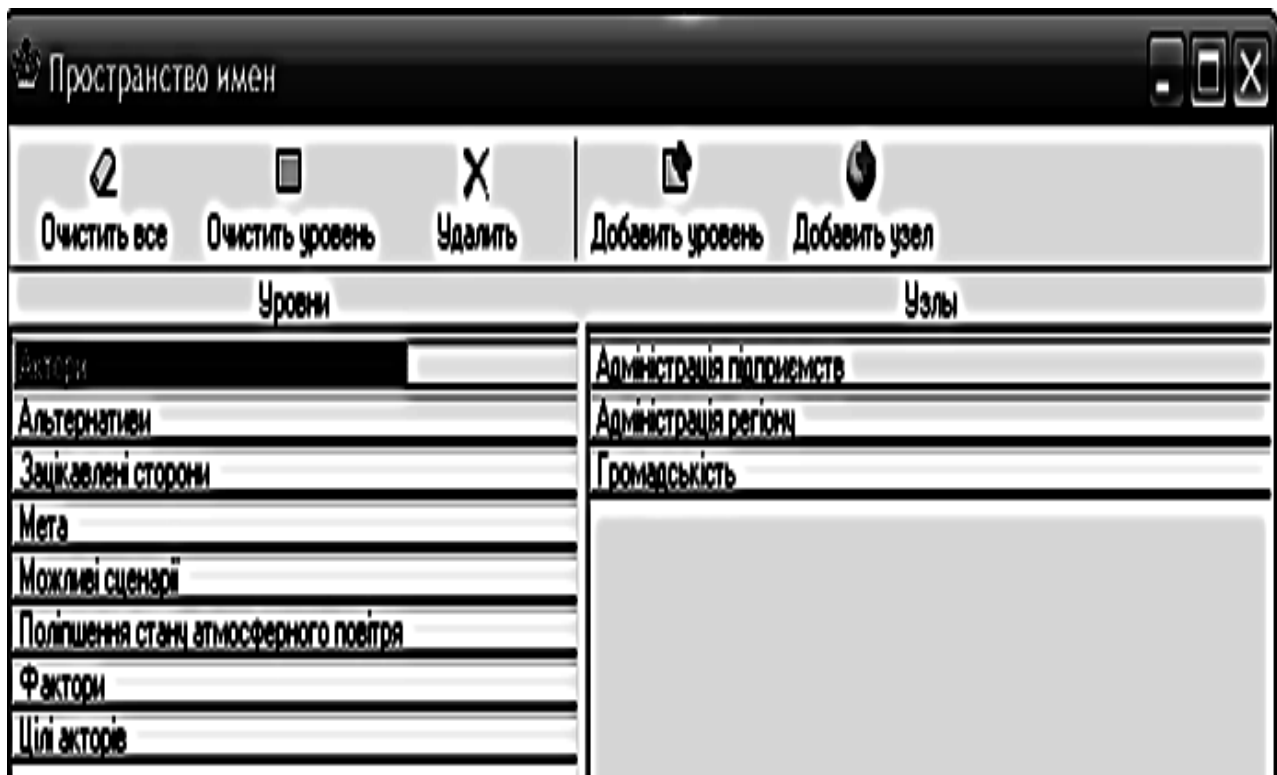 Пространство имен
Очистить все Очистить уровень Удалить Добавить уровень Добавить узел
Уровни Узлы
Актори Адміністрація підприємств
Альтернативи Адміністрація регіону
Зацікавлені сторони Громадськість
Мета
Можливі сценарії
Поліпшення стану атмосферного повітря
Фактори
Цілі акторів